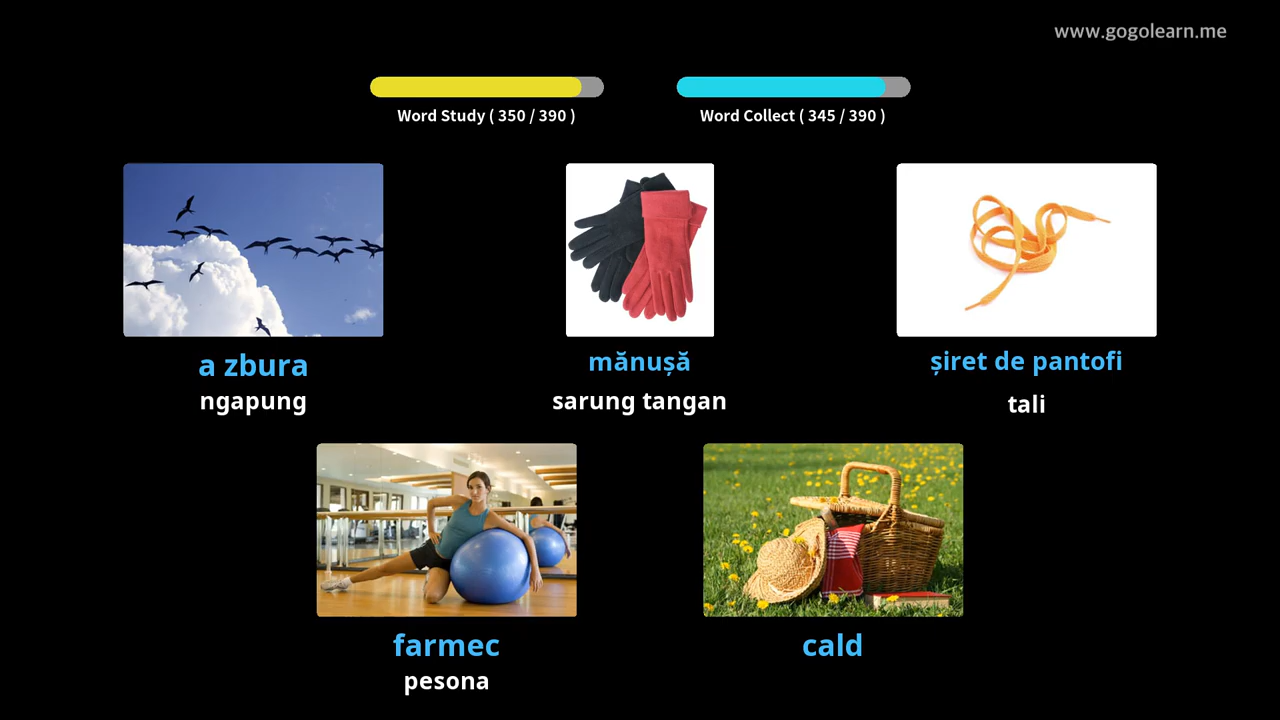 www.gogolearn.me
Word Study ( 350 / 390 )
Word Collect ( 345 / 390 )
a zbura
ngapung
mănușă
sarung tangan
șiret de pantofi
tali
farmec
pesona
cald